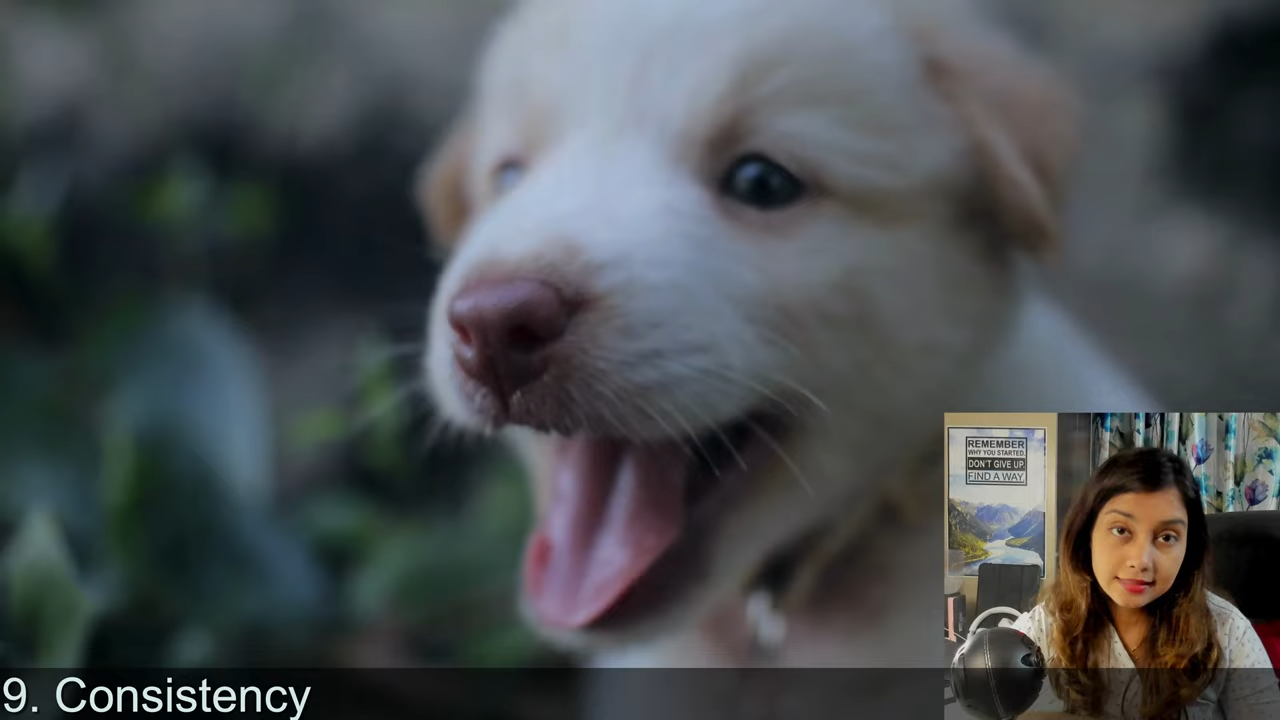 REMEMBER
WHY YOU STARTED.
DON'T GIVE UP.
FIND A WAY.
9. Consistency